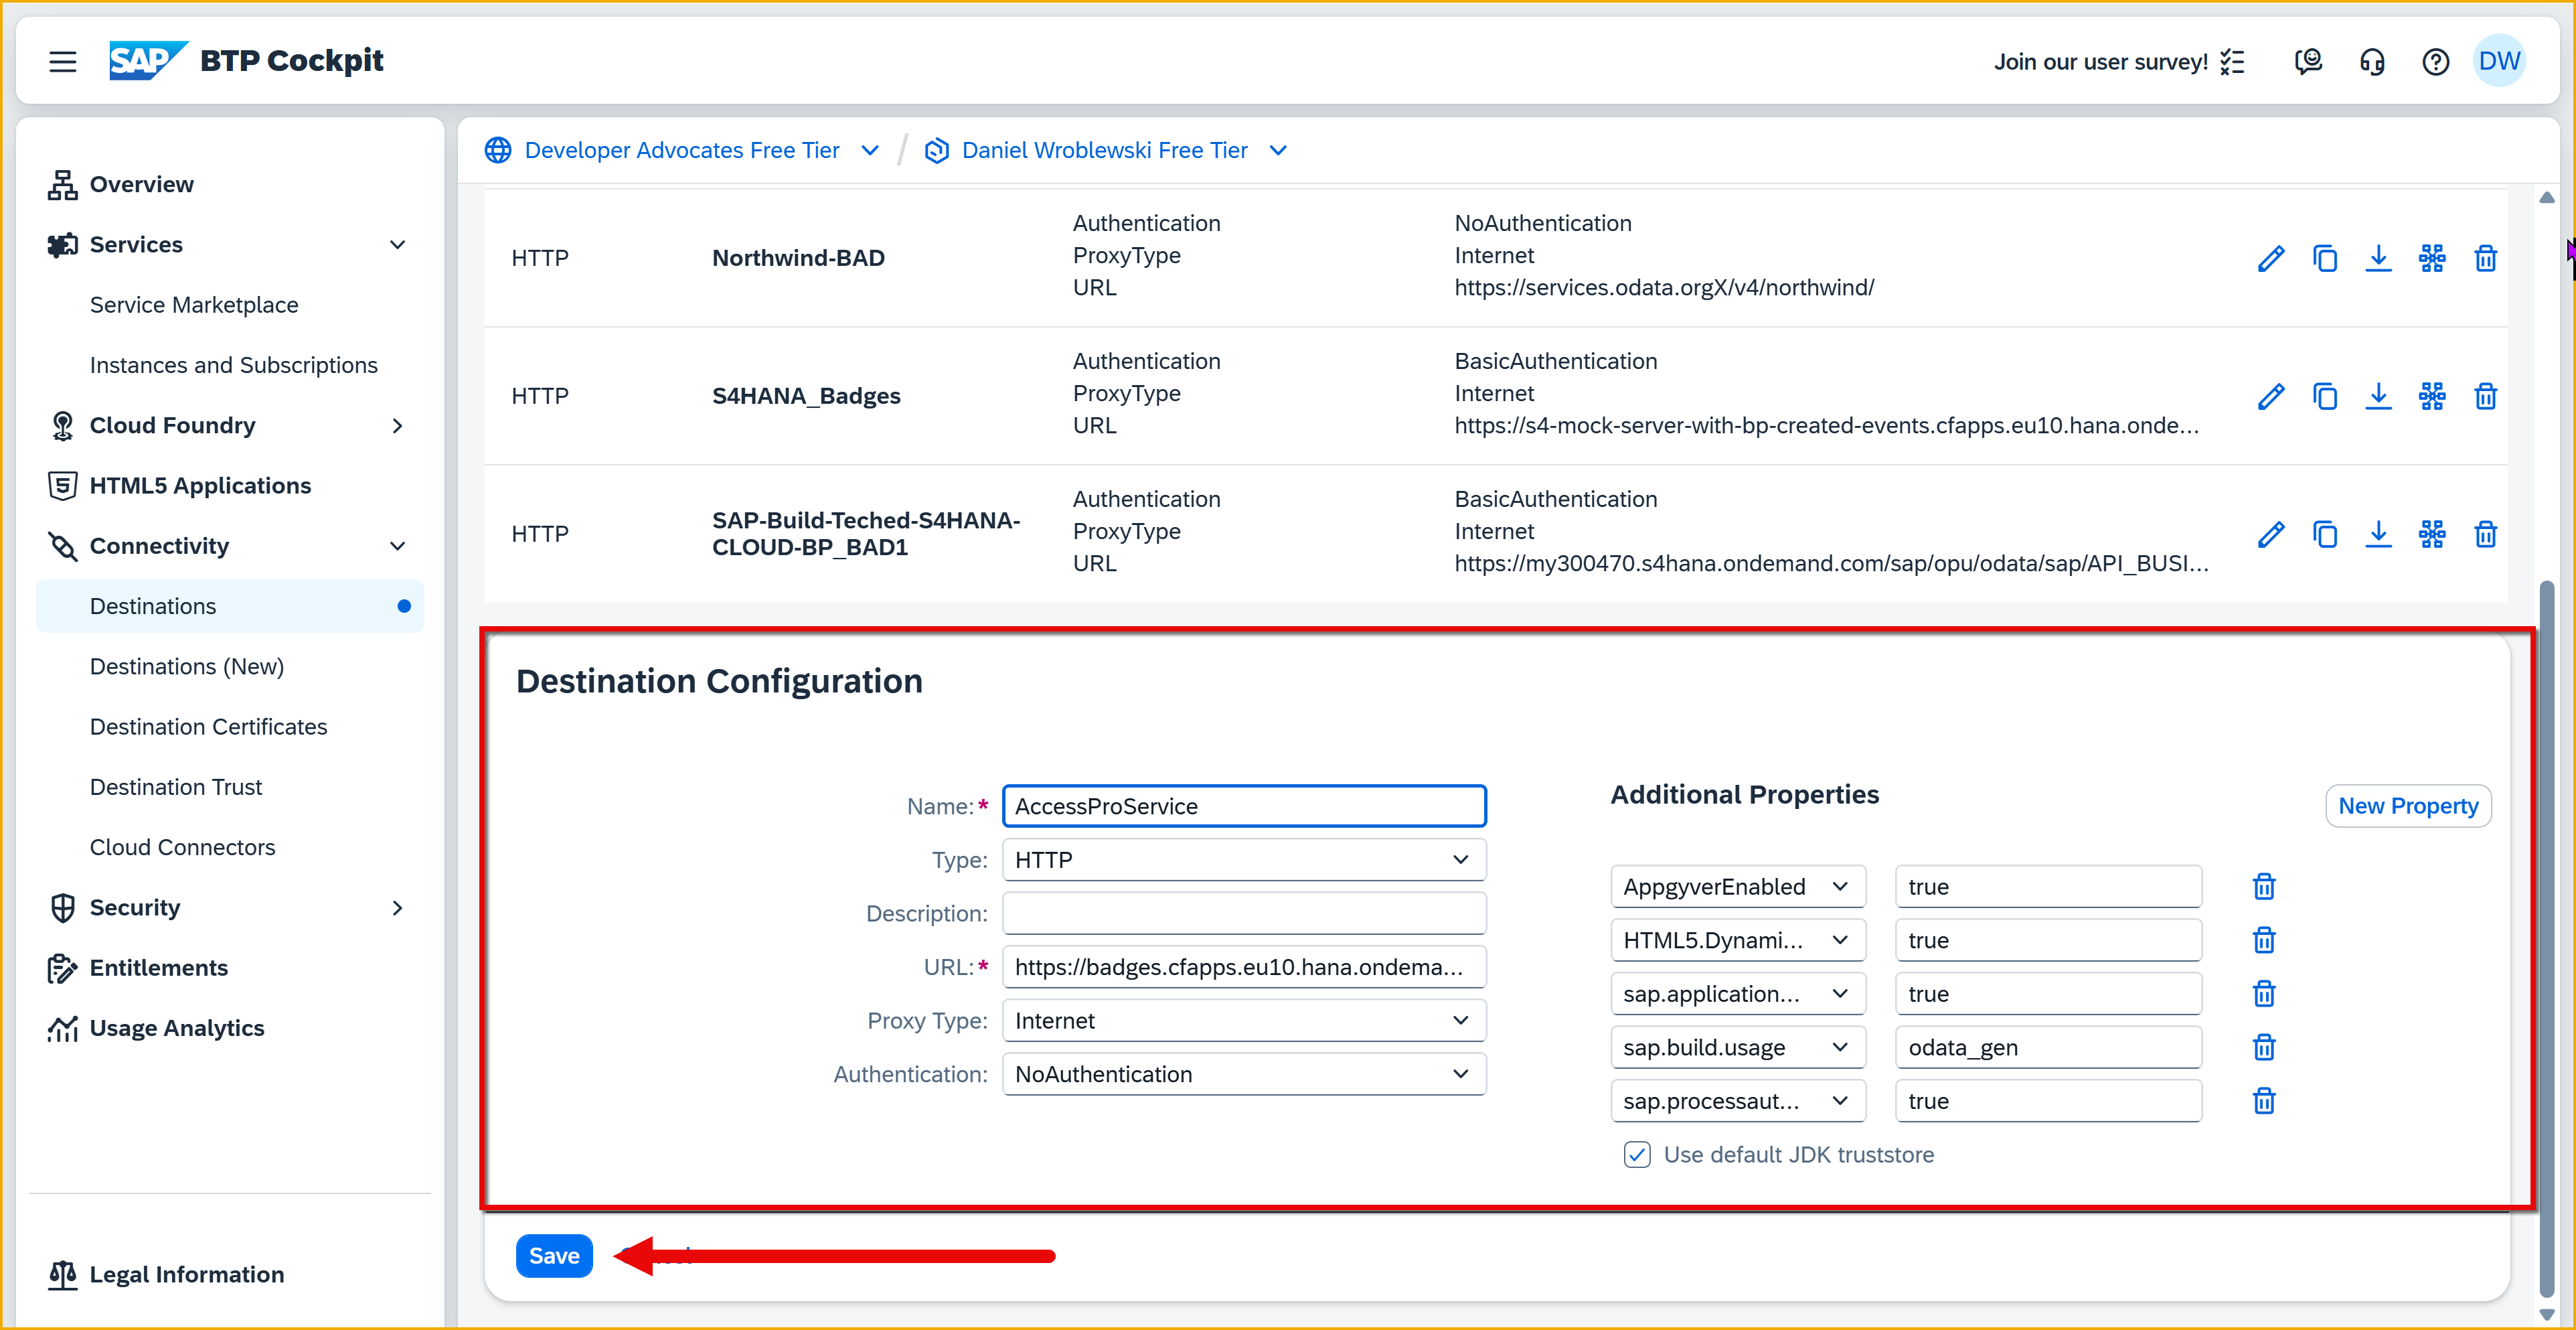 SAP BTP Cockpit
Join our user survey!
DW
Overview
Services
Service Marketplace
Instances and Subscriptions
Cloud Foundry
HTML5 Applications
Connectivity
Destinations
Destinations (New)
Destination Certificates
Destination Trust
Cloud Connectors
Security
Entitlements
Usage Analytics
Legal Information
Developer Advocates Free Tier / Daniel Wroblewski Free Tier
HTTP
Northwind-BAD
Authentication NoAuthentication
ProxyType Internet
URL https://services.odata.orgX/v4/northwind/
HTTP
S4HANA_Badges
Authentication BasicAuthentication
ProxyType Internet
URL https://s4-mock-server-with-bp-created-events.cfapps.eu10.hana.onde...
HTTP
SAP-Build-Teched-S4HANA-
CLOUD-BP_BAD1
Authentication BasicAuthentication
ProxyType Internet
URL https://my300470.s4hana.ondemand.com/sap/opu/odata/sap/API_BUSI...
Destination Configuration
Name:* AccessProService
Type: HTTP
Description:
URL:* https://badges.cfapps.eu10.hana.ondema...
Proxy Type: Internet
Authentication: NoAuthentication
Additional Properties
New Property
AppgyverEnabled true
HTML5.Dynami... true
sap.application... true
sap.build.usage odata_gen
sap.processaut... true
Use default JDK truststore
Save